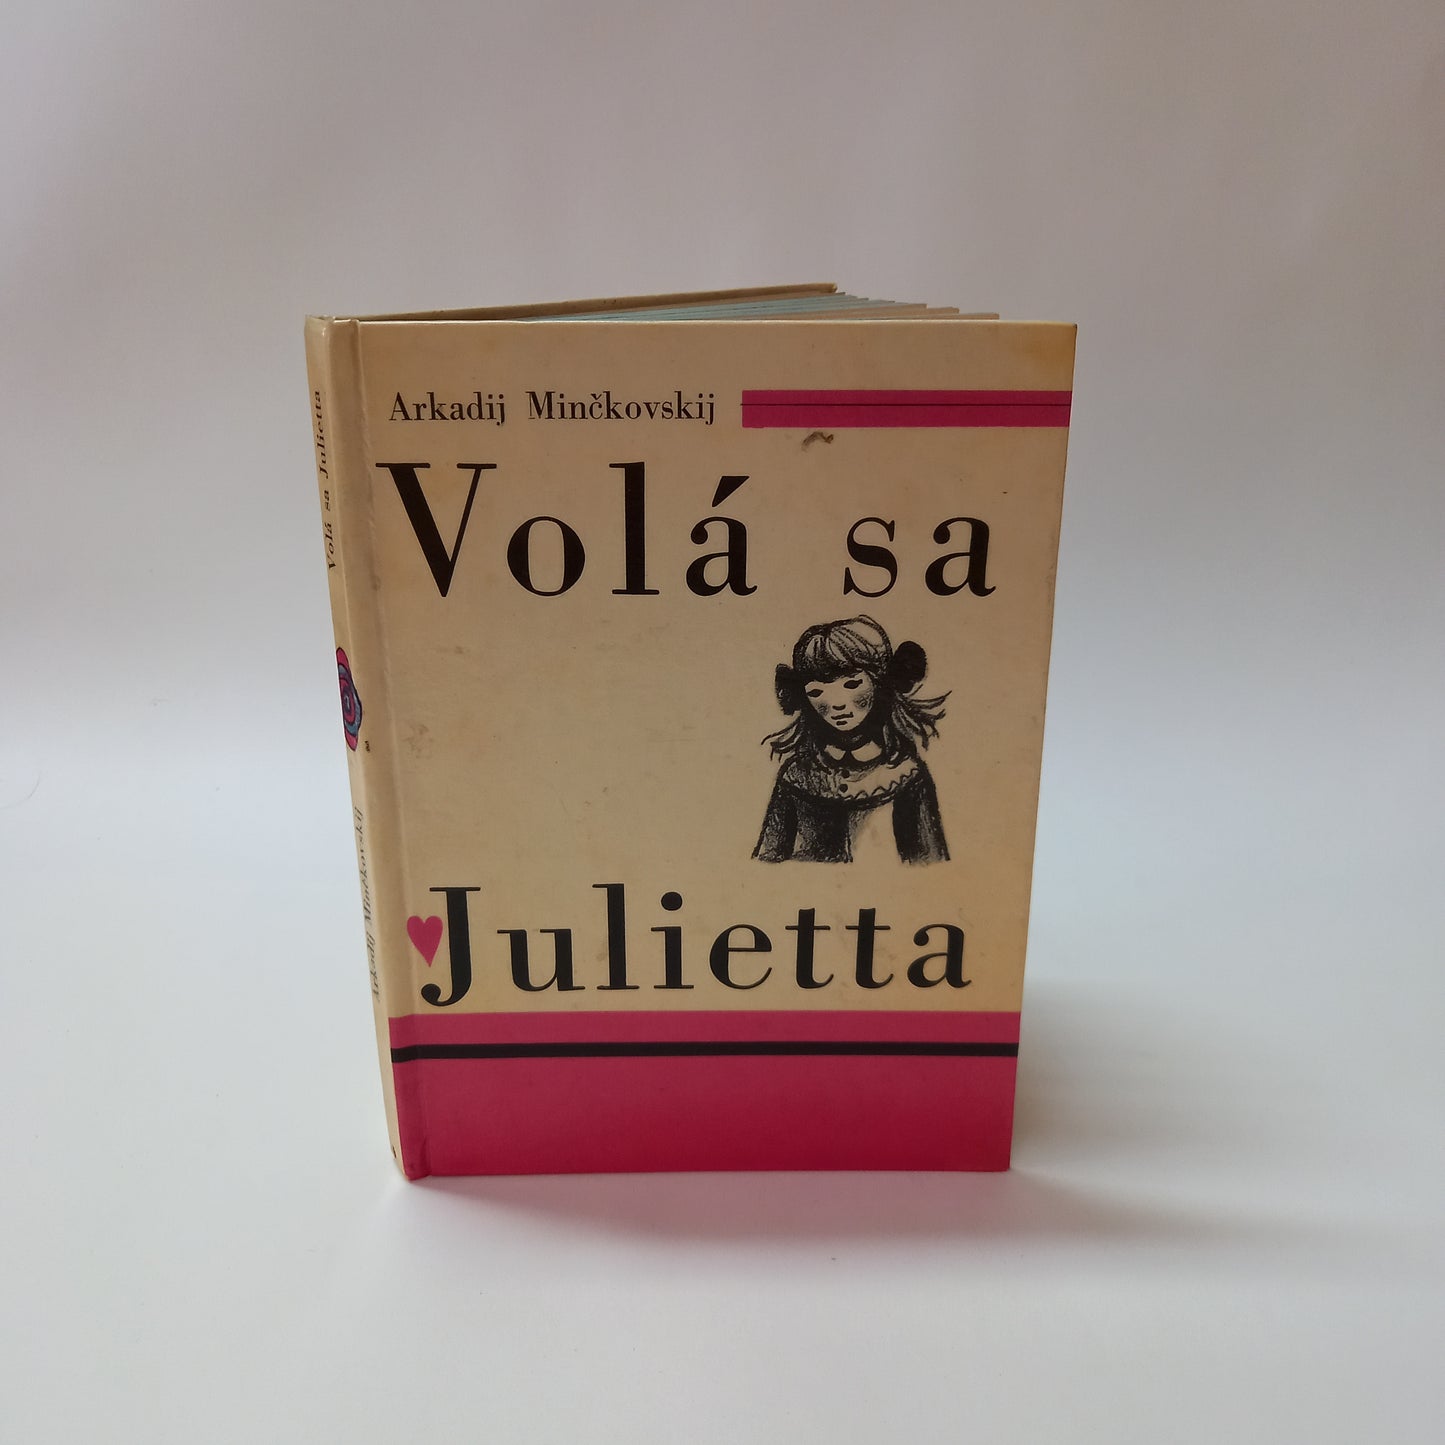 Arkadij Minčkovskij
Volá sa
Julietta
Volá sa Julietta
Arkadij Minčkovskij